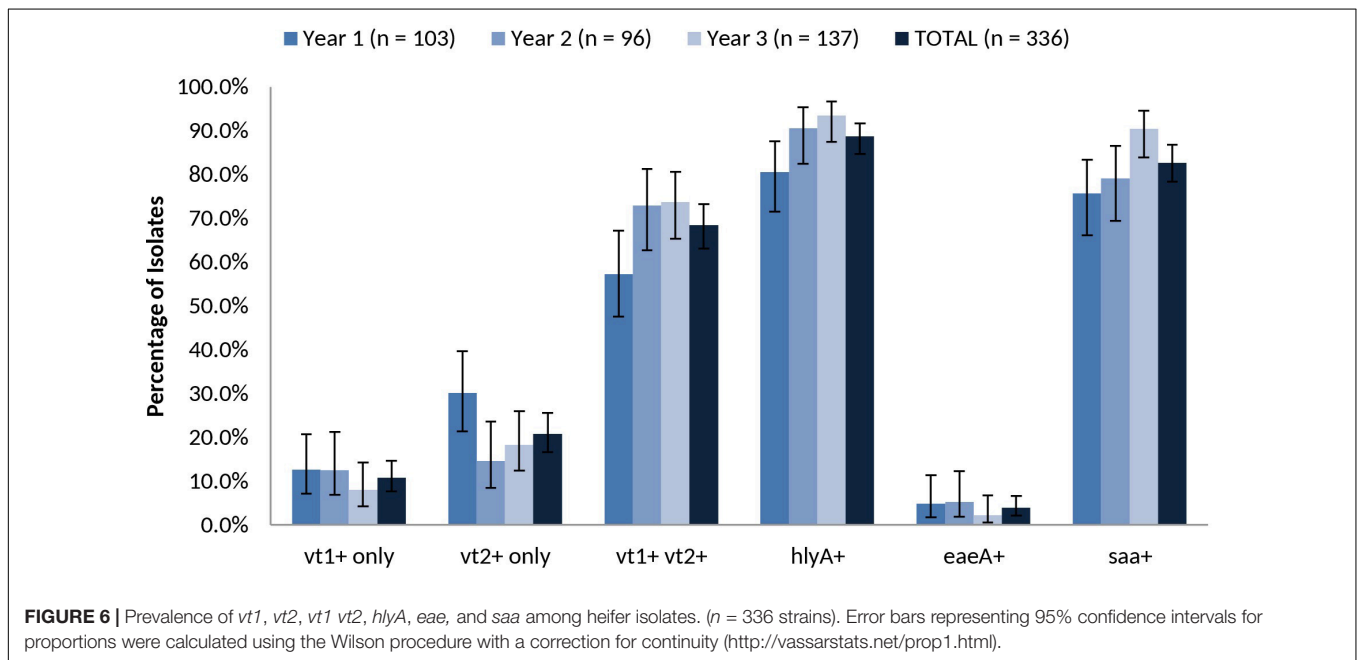 Year 1 (n = 103) Year 2 (n = 96) Year 3 (n = 137) TOTAL (n = 336)
100.0%
90.0%
80.0%
70.0%
60.0%
50.0%
40.0%
30.0%
20.0%
10.0%
0.0%
Percentage of Isolates
vt1+ only vt2+ only vt1+ vt2+ hlyA+ eaeA+ saa+
FIGURE 6 | Prevalence of vt1, vt2, vt1 vt2, hlyA, eae, and saa among heifer isolates. (n = 336 strains). Error bars representing 95% confidence intervals for
proportions were calculated using the Wilson procedure with a correction for continuity (http://vassarstats.net/prop1.html).